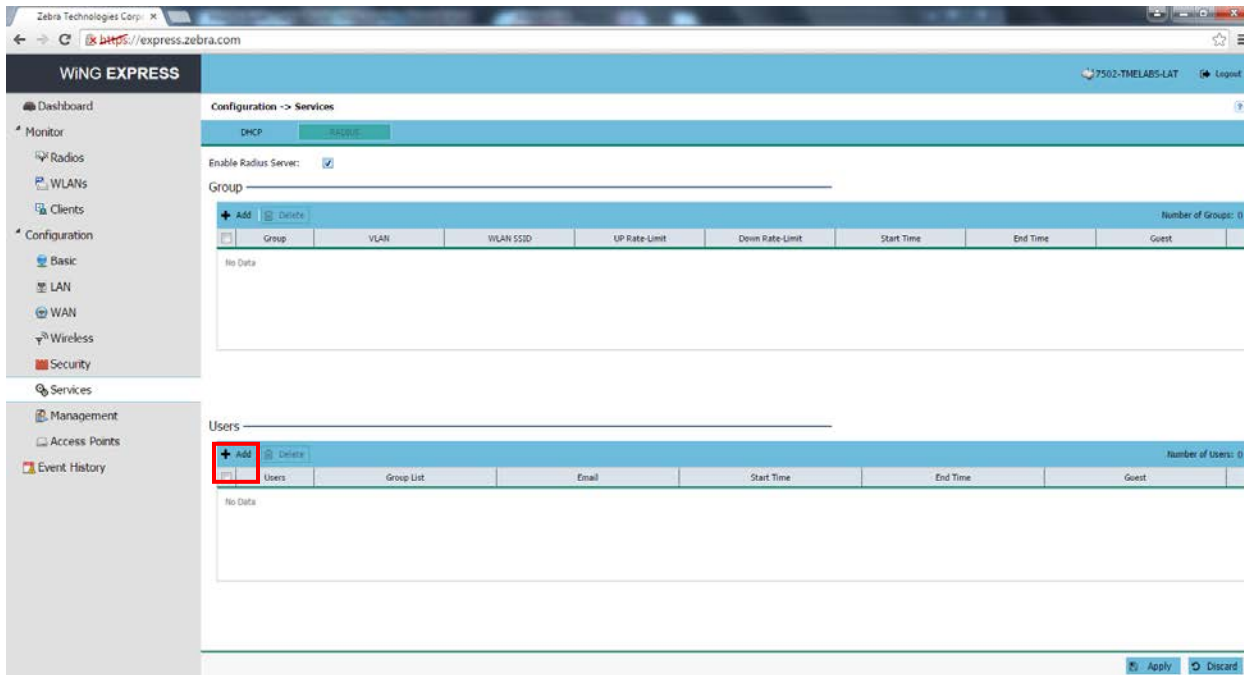 Zebra Technologies Corp
https://express.zebra.com
WiNG EXPRESS
7502-TMELABS-LAT
Logout
Dashboard
Monitor
Radios
WLANs
Clients
Configuration
Basic
LAN
WAN
Wireless
Security
Services
Management
Access Points
Event History
Configuration -> Services
DHCP
RADIUS
Enable Radius Server:
Group
Add Delete Number of Groups: 0
Group VLAN WLAN SSID UP Rate-Limit Down Rate-Limit Start Time End Time Guest
No Data
Users
Add Delete Number of Users: 0
Users Group List Email Start Time End Time Guest
No Data
Apply Discard